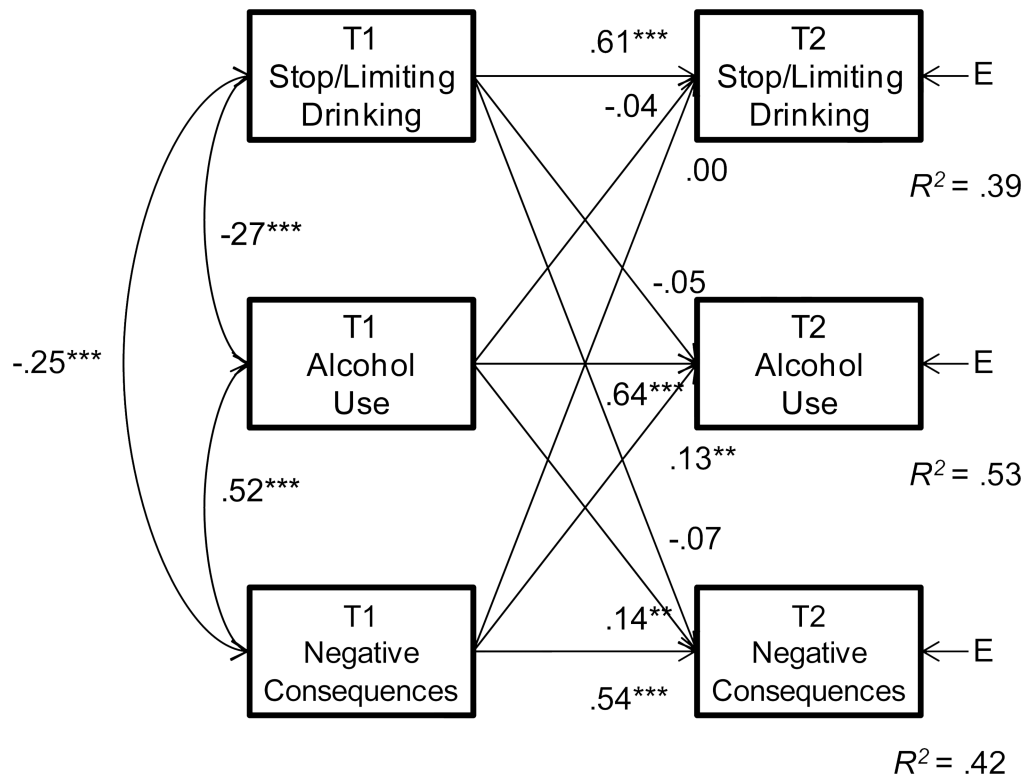 T1
Stop/Limiting
Drinking
.61***
T2
Stop/Limiting
Drinking
E
-.04
.00
R² = .39
-27***
-.05
T1
Alcohol
Use
T2
Alcohol
Use
E
-.25***
.64***
.13**
R² = .53
.52***
-.07
T1
Negative
Consequences
.14**
T2
Negative
Consequences
E
.54***
R² = .42